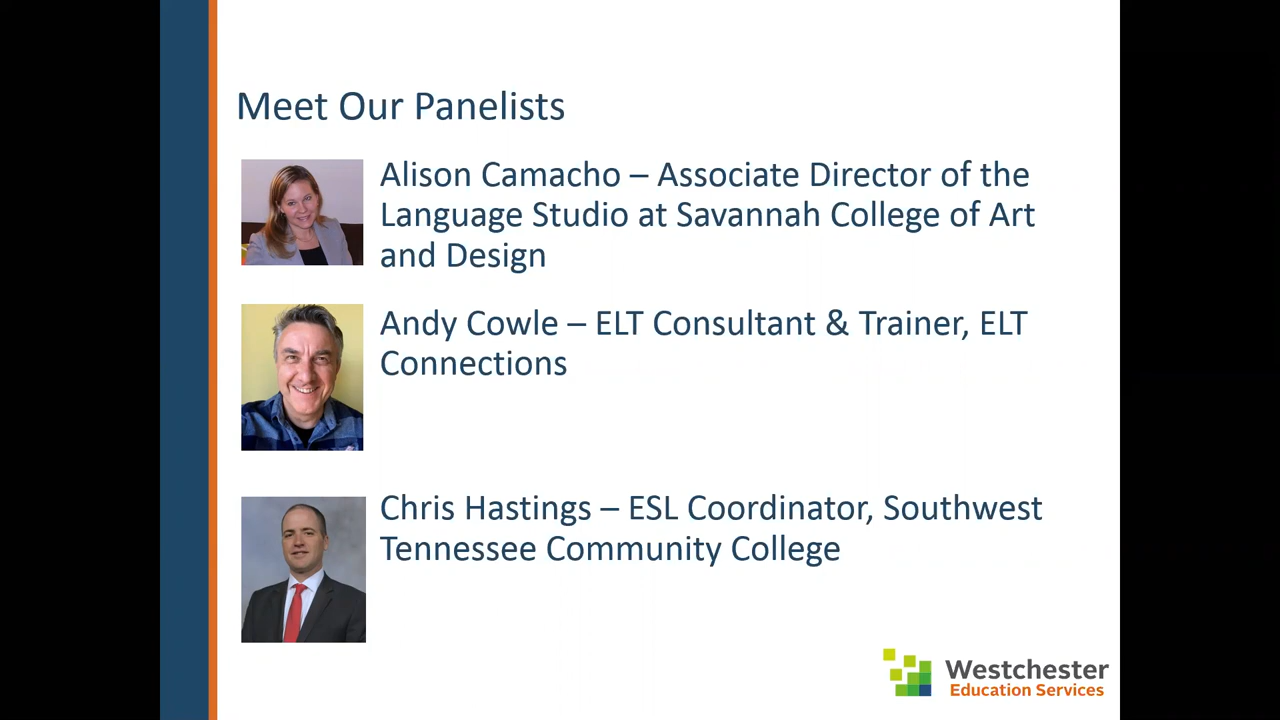 Meet Our Panelists
Alison Camacho – Associate Director of the
Language Studio at Savannah College of Art
and Design
Andy Cowle – ELT Consultant & Trainer, ELT
Connections
Chris Hastings – ESL Coordinator, Southwest
Tennessee Community College
Westchester
Education Services